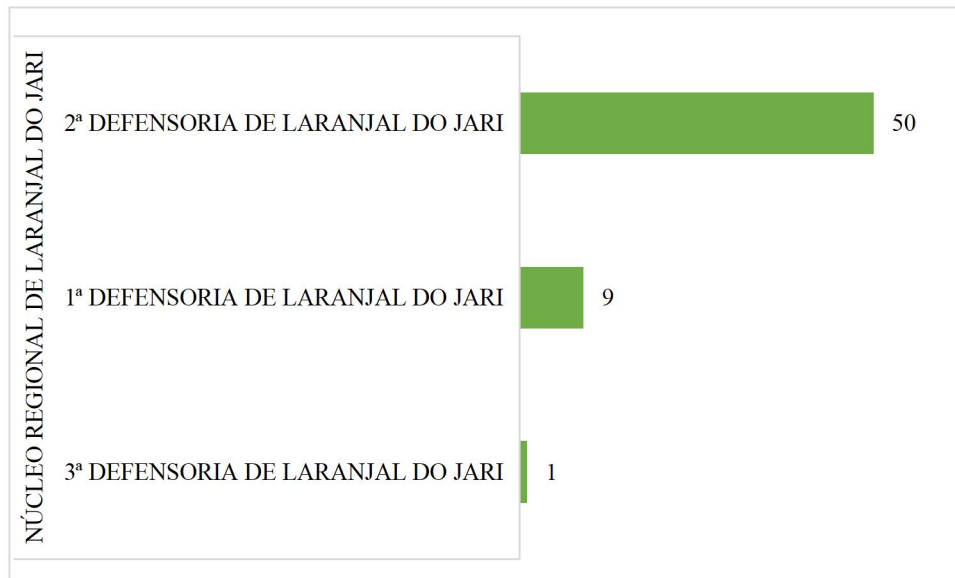 NÚCLEO REGIONAL DE LARANJAL DO JARI
2ª DEFENSORIA DE LARANJAL DO JARI 50
1ª DEFENSORIA DE LARANJAL DO JARI 9
3ª DEFENSORIA DE LARANJAL DO JARI 1